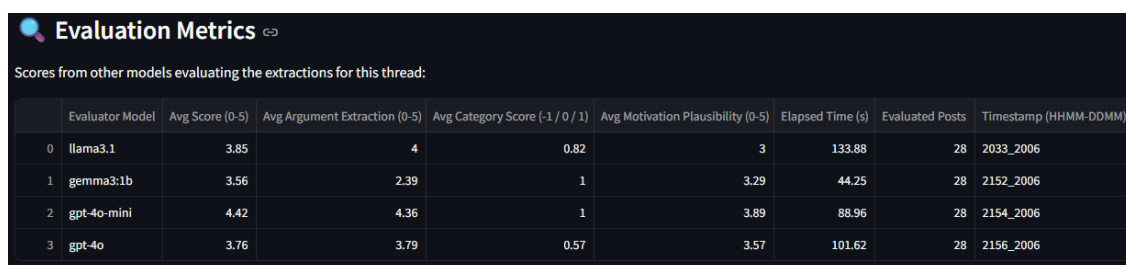 Evaluation Metrics
Scores from other models evaluating the extractions for this thread:
Evaluator Model Avg Score (0-5) Avg Argument Extraction (0-5) Avg Category Score (-1 / 0 / 1) Avg Motivation Plausibility (0-5) Elapsed Time (s) Evaluated Posts Timestamp (HHMM-DDMM)
0 llama3.1 3.85 4 0.82 3 133.88 28 2033_2006
1 gemma3:1b 3.56 2.39 1 3.29 44.25 28 2152_2006
2 gpt-4o-mini 4.42 4.36 1 3.89 88.96 28 2154_2006
3 gpt-4o 3.76 3.79 0.57 3.57 101.62 28 2156_2006